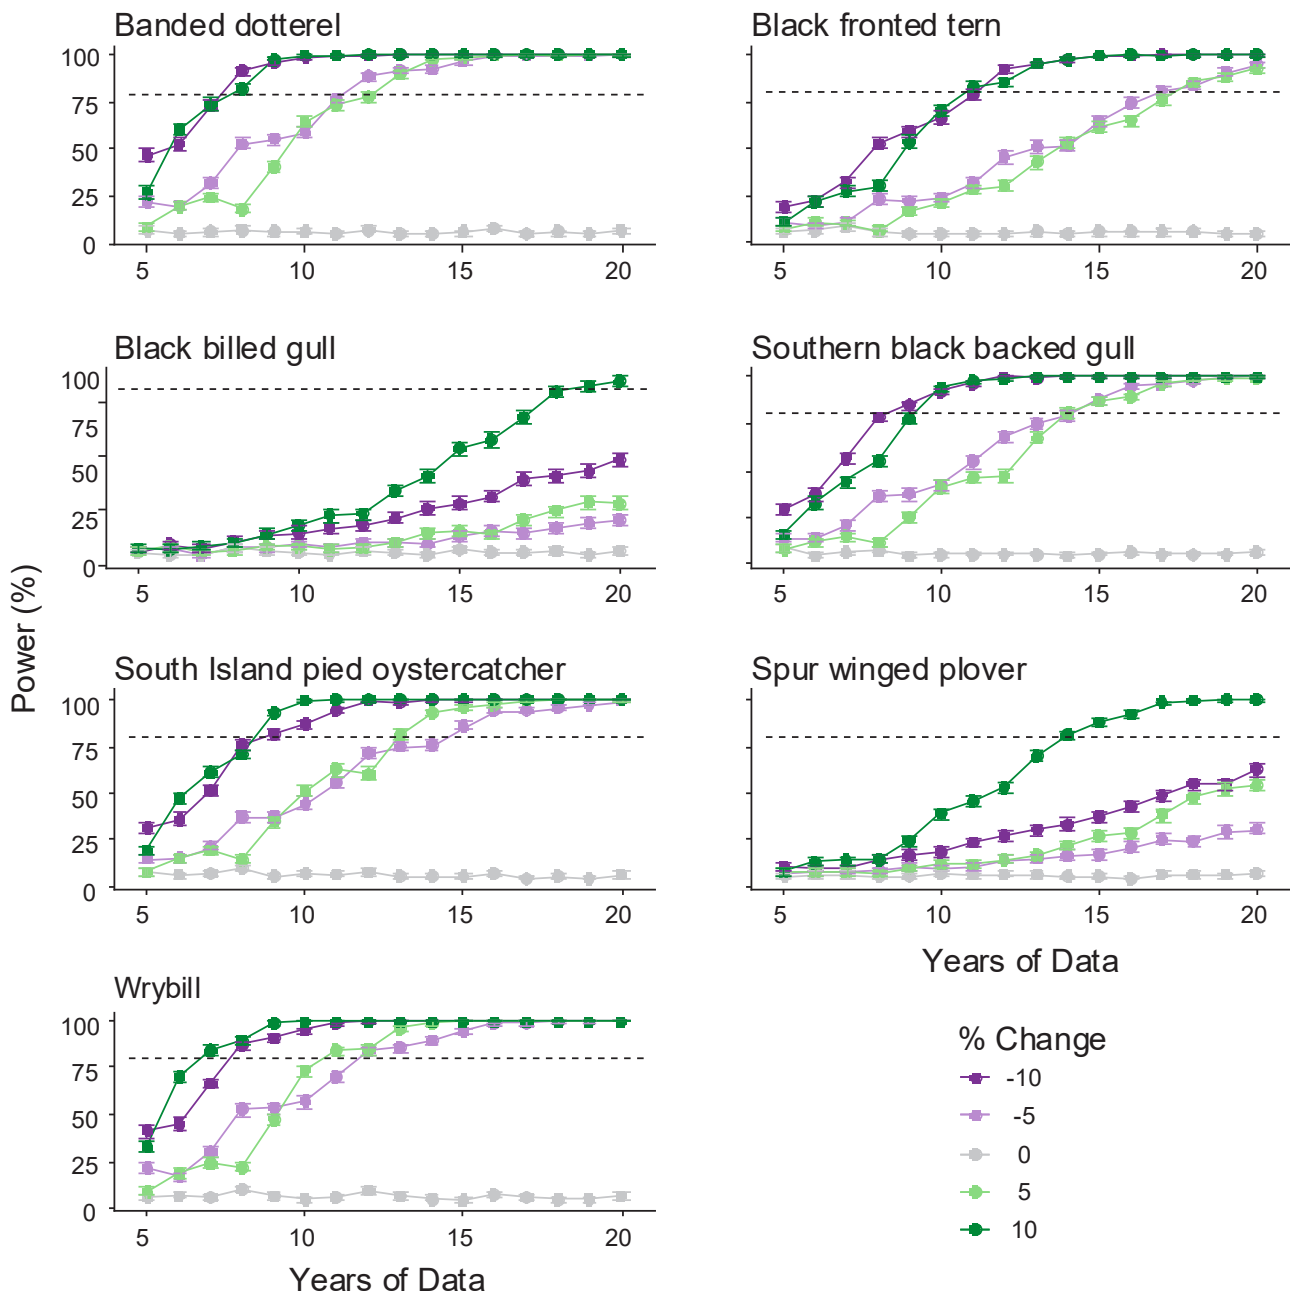 Banded dotterel
100
75
50
25
0
5 10 15 20
Black fronted tern
5 10 15 20
Black billed gull
100
75
50
25
0
5 10 15 20
Southern black backed gull
5 10 15 20
Power (%)
South Island pied oystercatcher
100
75
50
25
0
5 10 15 20
Spur winged plover
5 10 15 20
Years of Data
Wrybill
100
75
50
25
0
5 10 15 20
Years of Data
% Change
-10
-5
0
5
10